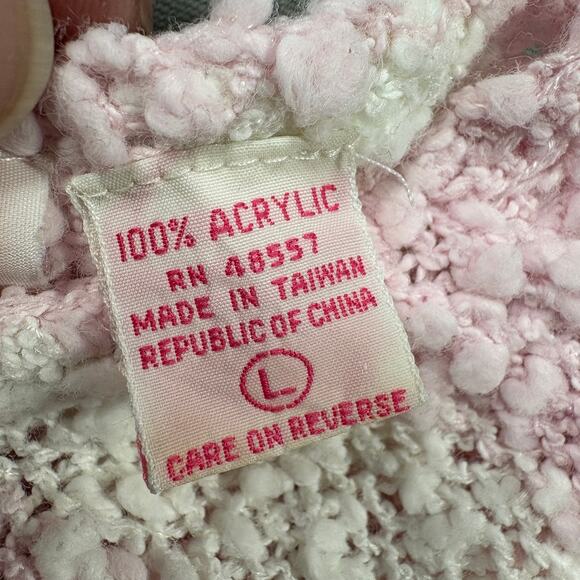 100% ACRYLIC
RN 48557
MADE IN TAIWAN
REPUBLIC OF CHINA
L
CARE ON REVERSE